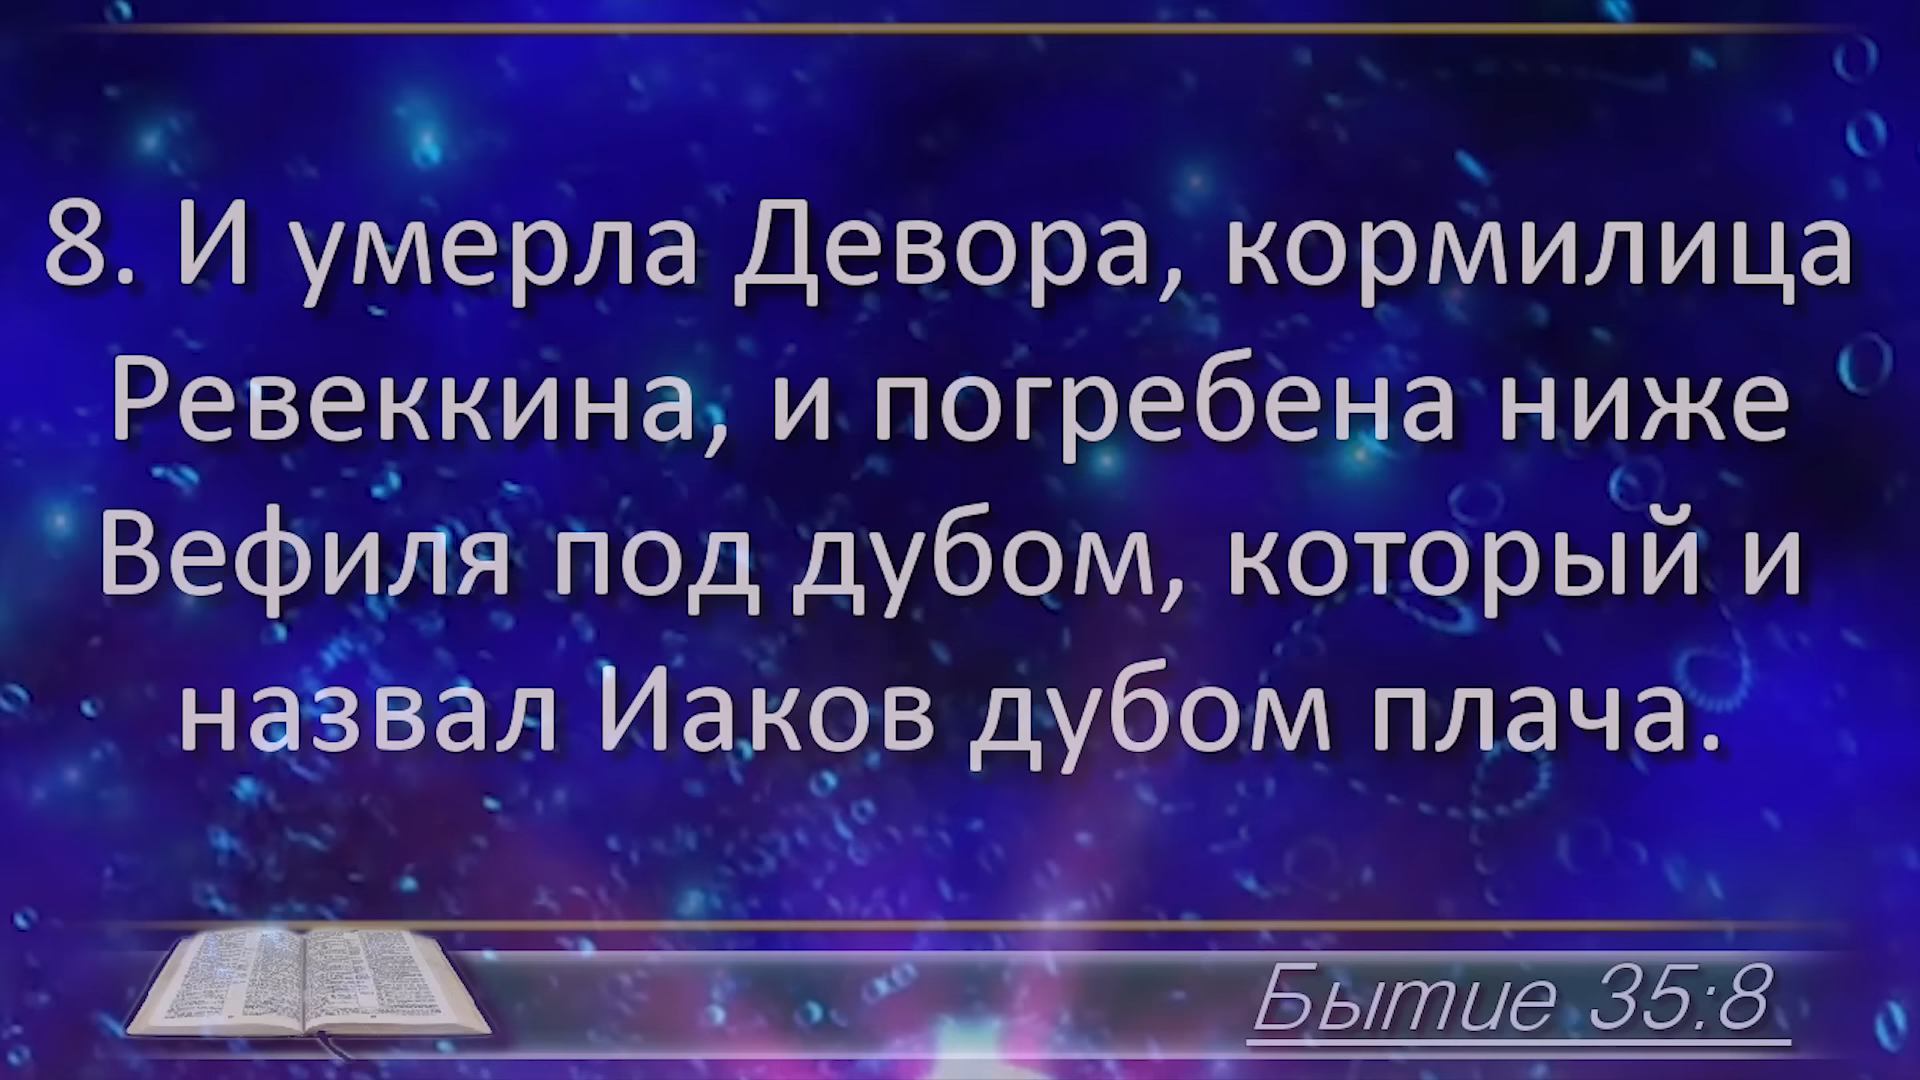 8. И умерла Девора, кормилица
Ревеккина, и погребена ниже
Вефиля под дубом, который и
назвал Иаков дубом плача.
Бытие 35:8